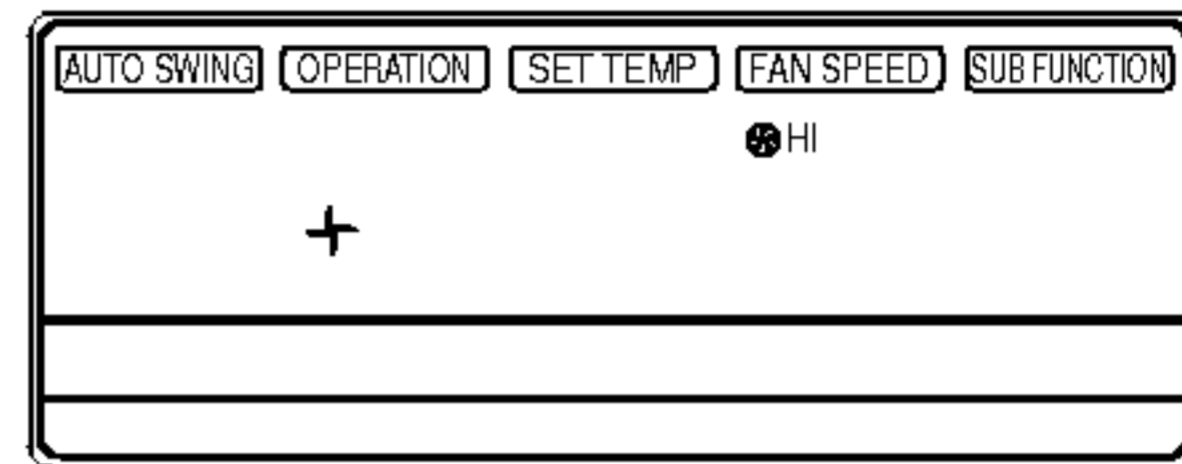 AUTO SWING OPERATION SET TEMP FAN SPEED SUB FUNCTION
HI